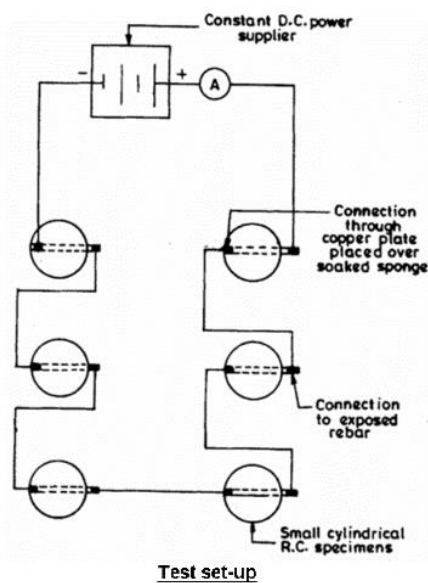 Constant D.C. power
supplier
- + A
Connection
through
copper plate
placed over
soaked sponge
Connection
to exposed
rebar
Small cylindrical
R.C. specimens
Test set-up